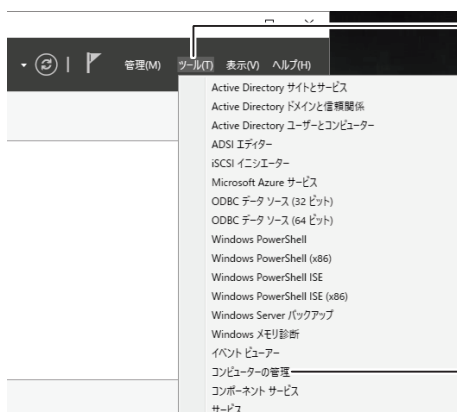 管理(M) ツール(T) 表示(V) ヘルプ(H)
Active Directory サイトとサービス
Active Directory ドメインと信頼関係
Active Directory ユーザーとコンピューター
ADSI エディター
iSCSI イニシエーター
Microsoft Azure サービス
ODBC データ ソース (32 ビット)
ODBC データ ソース (64 ビット)
Windows PowerShell
Windows PowerShell (x86)
Windows PowerShell ISE
Windows PowerShell ISE (x86)
Windows Server バックアップ
Windows メモリ診断
イベント ビューアー
コンピューターの管理
コンポーネント サービス
サービス